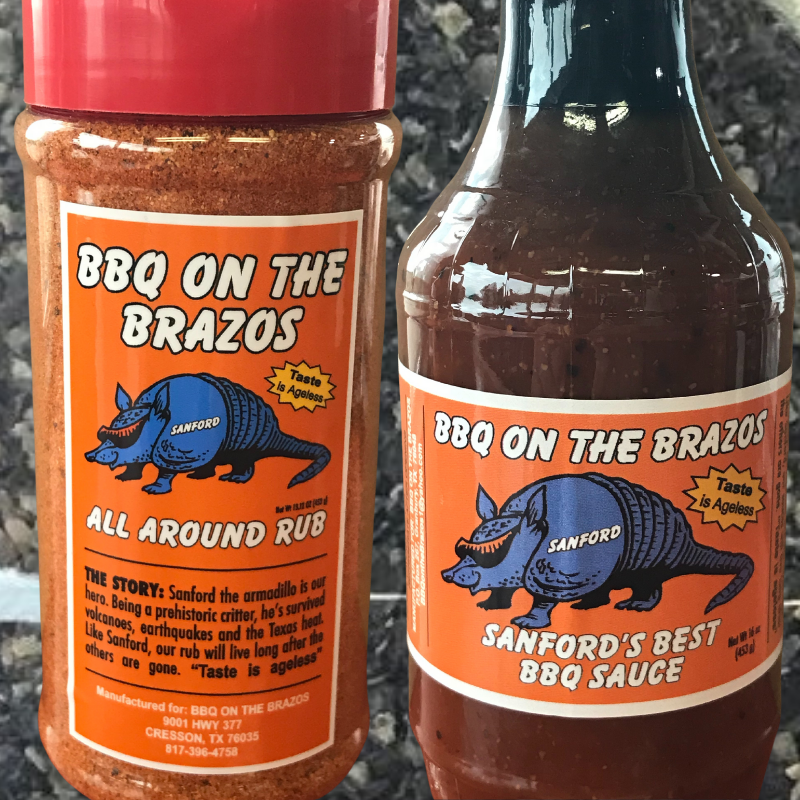 BBQ ON THE
BRAZOS
Taste
is Ageless
SANFORD
ALL AROUND RUB
THE STORY: Sanford the armadillo is our
hero. Being a prehistoric critter, he's survived
volcanoes, earthquakes and the Texas heat.
Like Sanford, our rub will live long after the
others are gone. "Taste is ageless"
Manufactured for: BBQ ON THE BRAZOS
9001 HWY 377
CRESSON, TX 76035
817-396-4758
BBQ ON THE BRAZOS
Taste
is Ageless
SANFORD
SANFORD'S BEST
BBQ SAUCE
Net Wt 16 oz
(453 g)